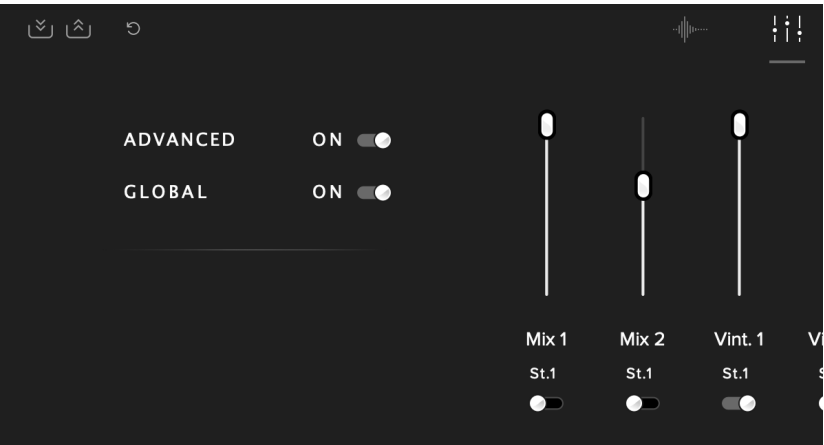 ADVANCED ON
GLOBAL ON
Mix 1 Mix 2 Vint. 1
St.1 St.1 St.1